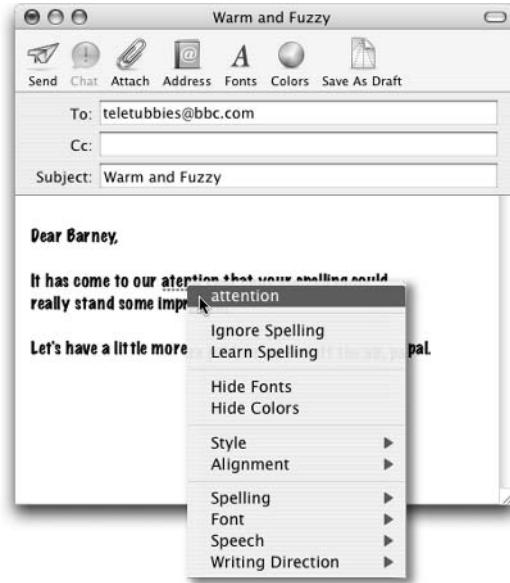 Warm and Fuzzy
Send Chat Attach Address Fonts Colors Save As Draft
To: teletubbies@bbc.com
Cc:
Subject: Warm and Fuzzy
Dear Barney,
It has come to our atention that your spelling could
really stand some
attention
Let's have a little more pal.
Ignore Spelling
Learn Spelling
Hide Fonts
Hide Colors
Style
Alignment
Spelling
Font
Speech
Writing Direction